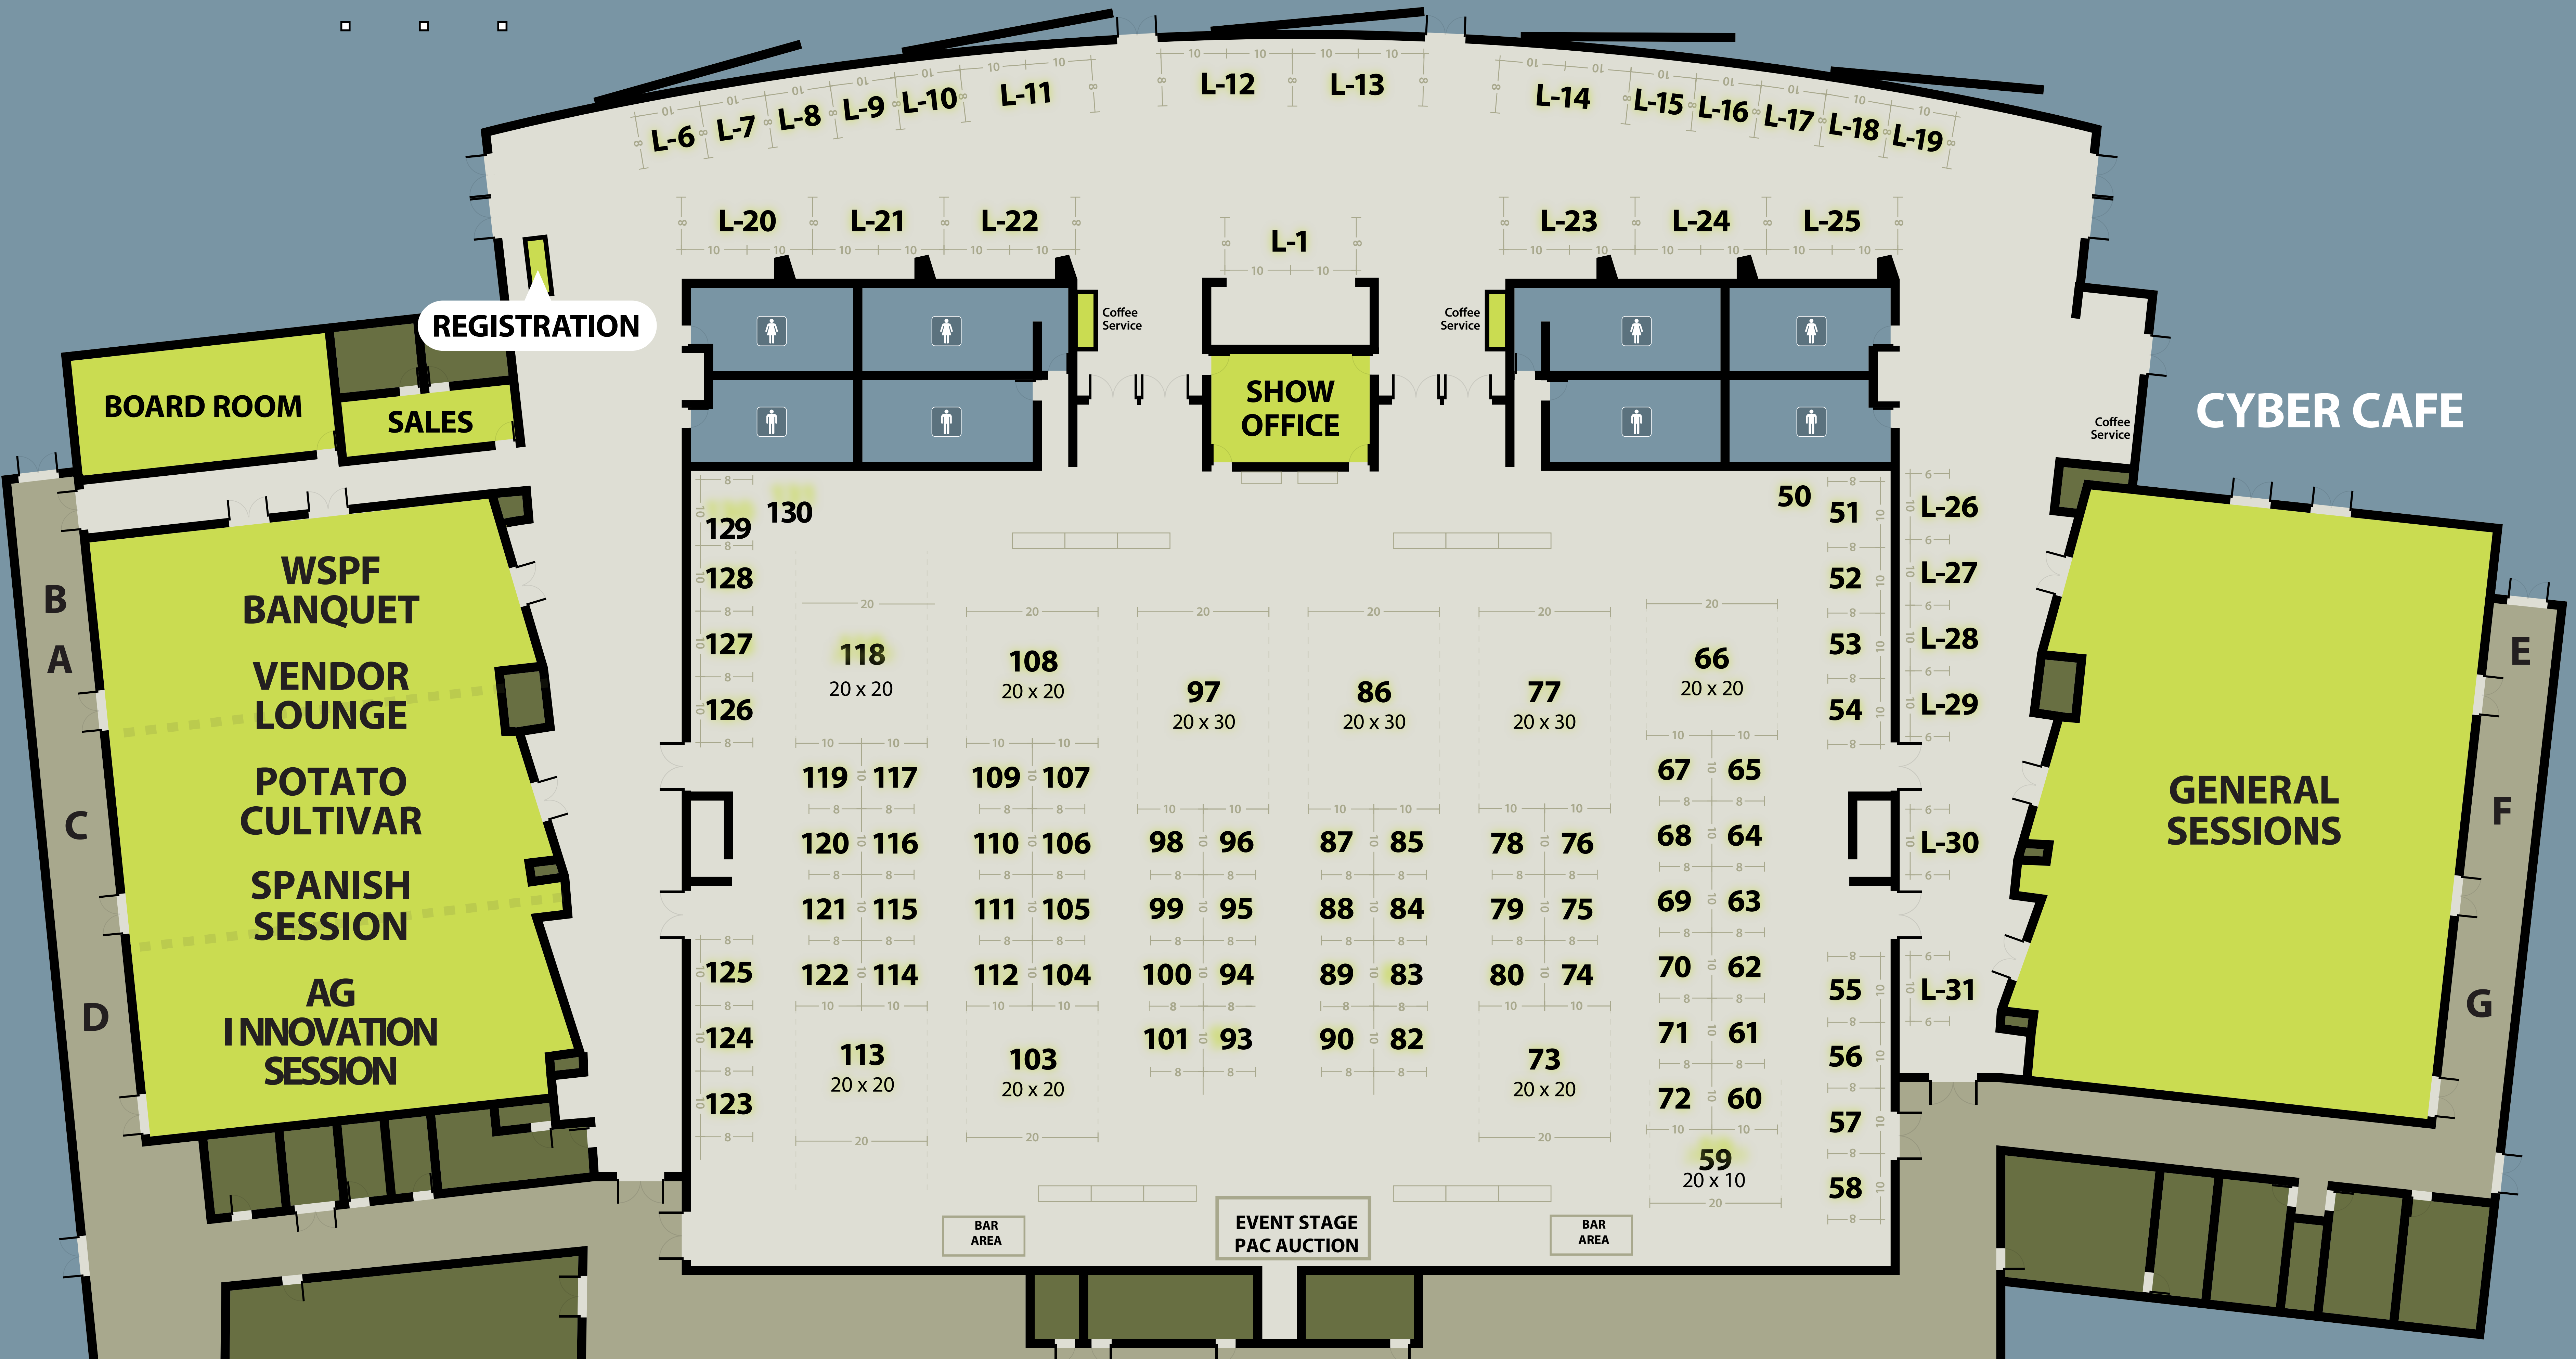 L-6 L-7 L-8 L-9 L-10 L-11 L-12 L-13 L-14 L-15 L-16 L-17 L-18 L-19
L-20 L-21 L-22 L-1 L-23 L-24 L-25
REGISTRATION
Coffee
Service
Coffee
Service
SHOW
OFFICE
BOARD ROOM
SALES
CYBER CAFE
Coffee
Service
B
A
C
D
WSPF
BANQUET
VENDOR
LOUNGE
POTATO
CULTIVAR
SPANISH
SESSION
AG
INNOVATION
SESSION
129 130
128
127
126
125
124
123
118
20 x 20
119 117
120 116
121 115
122 114
113
20 x 20
108
20 x 20
109 107
110 106
111 105
112 104
103
20 x 20
97
20 x 30
98 96
99 95
100 94
101 93
86
20 x 30
87 85
88 84
89 83
90 82
77
20 x 30
78 76
79 75
80 74
73
20 x 20
66
20 x 20
67 65
68 64
69 63
70 62
71 61
72 60
59
20 x 10
50 51
52
53
54
55
56
57
58
L-26
L-27
L-28
L-29
L-30
L-31
GENERAL
SESSIONS
E
F
G
BAR
AREA
EVENT STAGE
PAC AUCTION
BAR
AREA